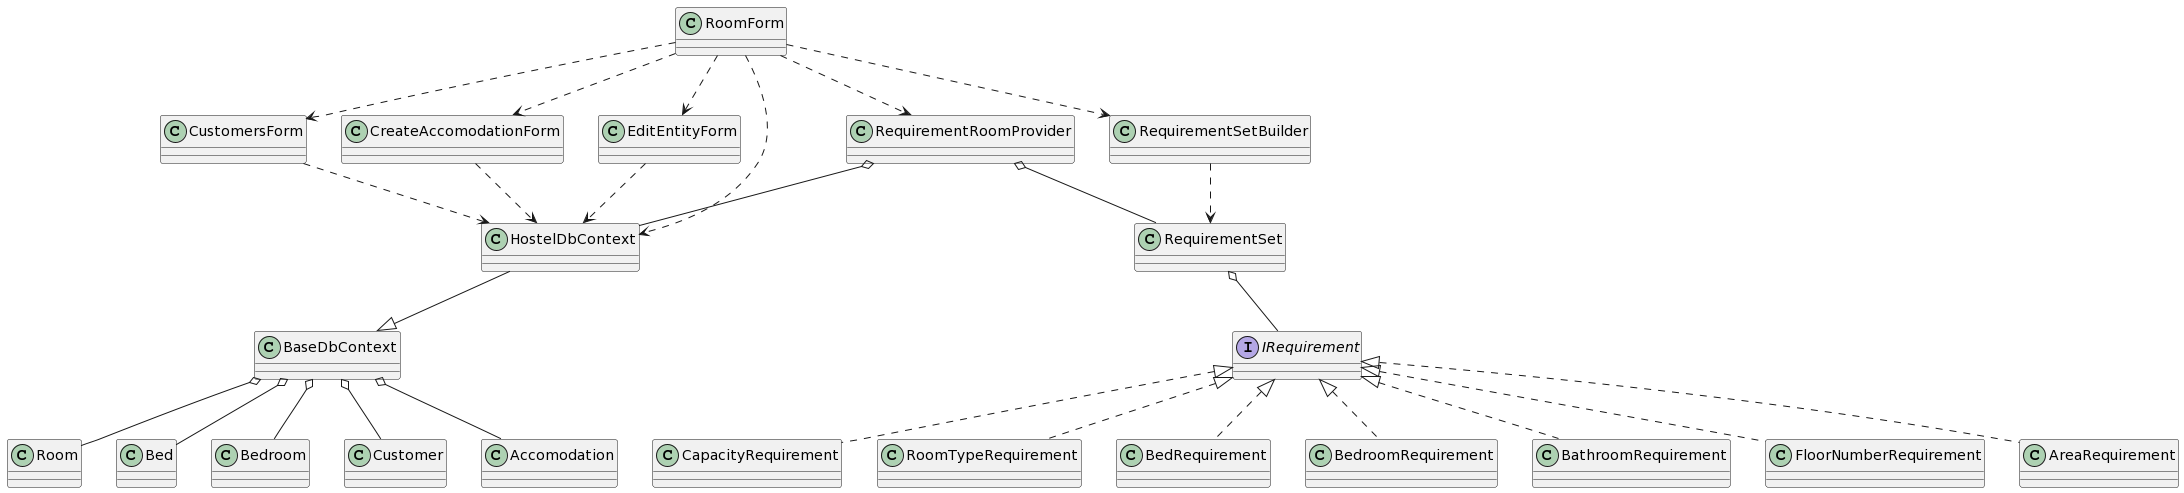 C RoomForm
C CustomersForm
C CreateAccomodationForm
C EditEntityForm
C RequirementRoomProvider
C RequirementSetBuilder
C HostelDbContext
C RequirementSet
C BaseDbContext
I IRequirement
C Room
C Bed
C Bedroom
C Customer
C Accomodation
C CapacityRequirement
C RoomTypeRequirement
C BedRequirement
C BedroomRequirement
C BathroomRequirement
C FloorNumberRequirement
C AreaRequirement